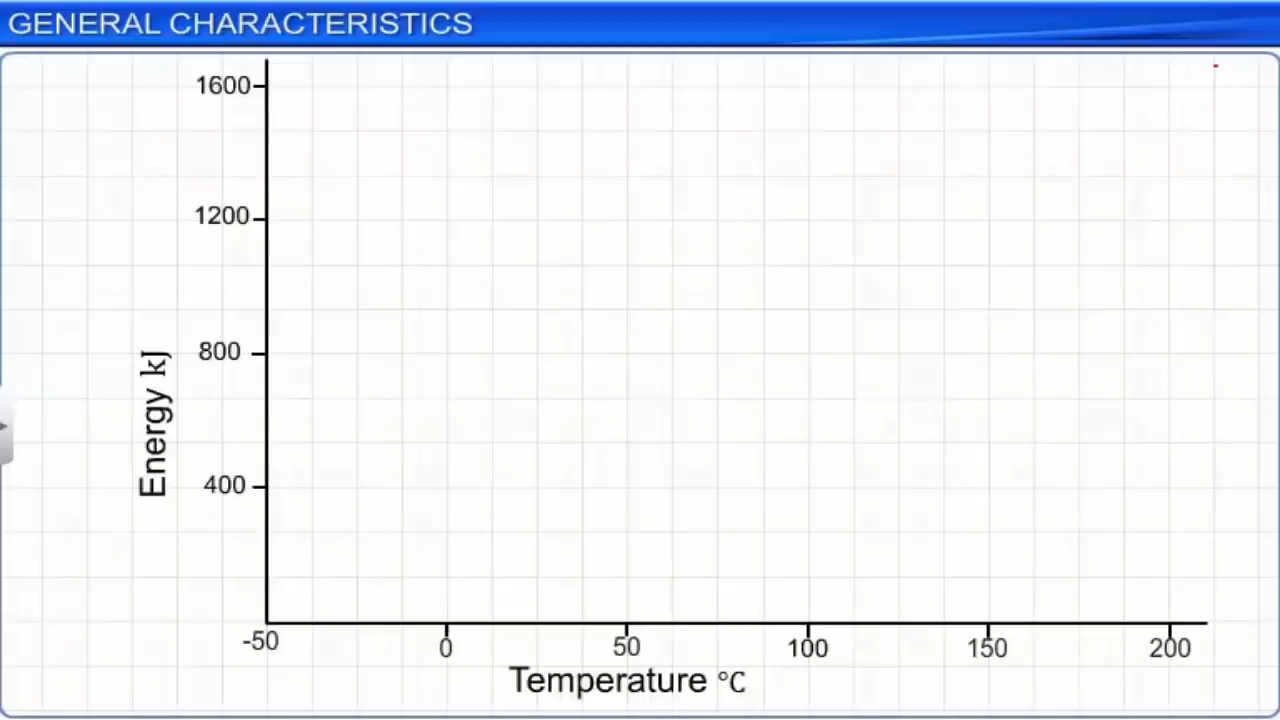 GENERAL CHARACTERISTICS
1600
1200
800
400
Energy kJ
-50 0 50 100 150 200
Temperature °C